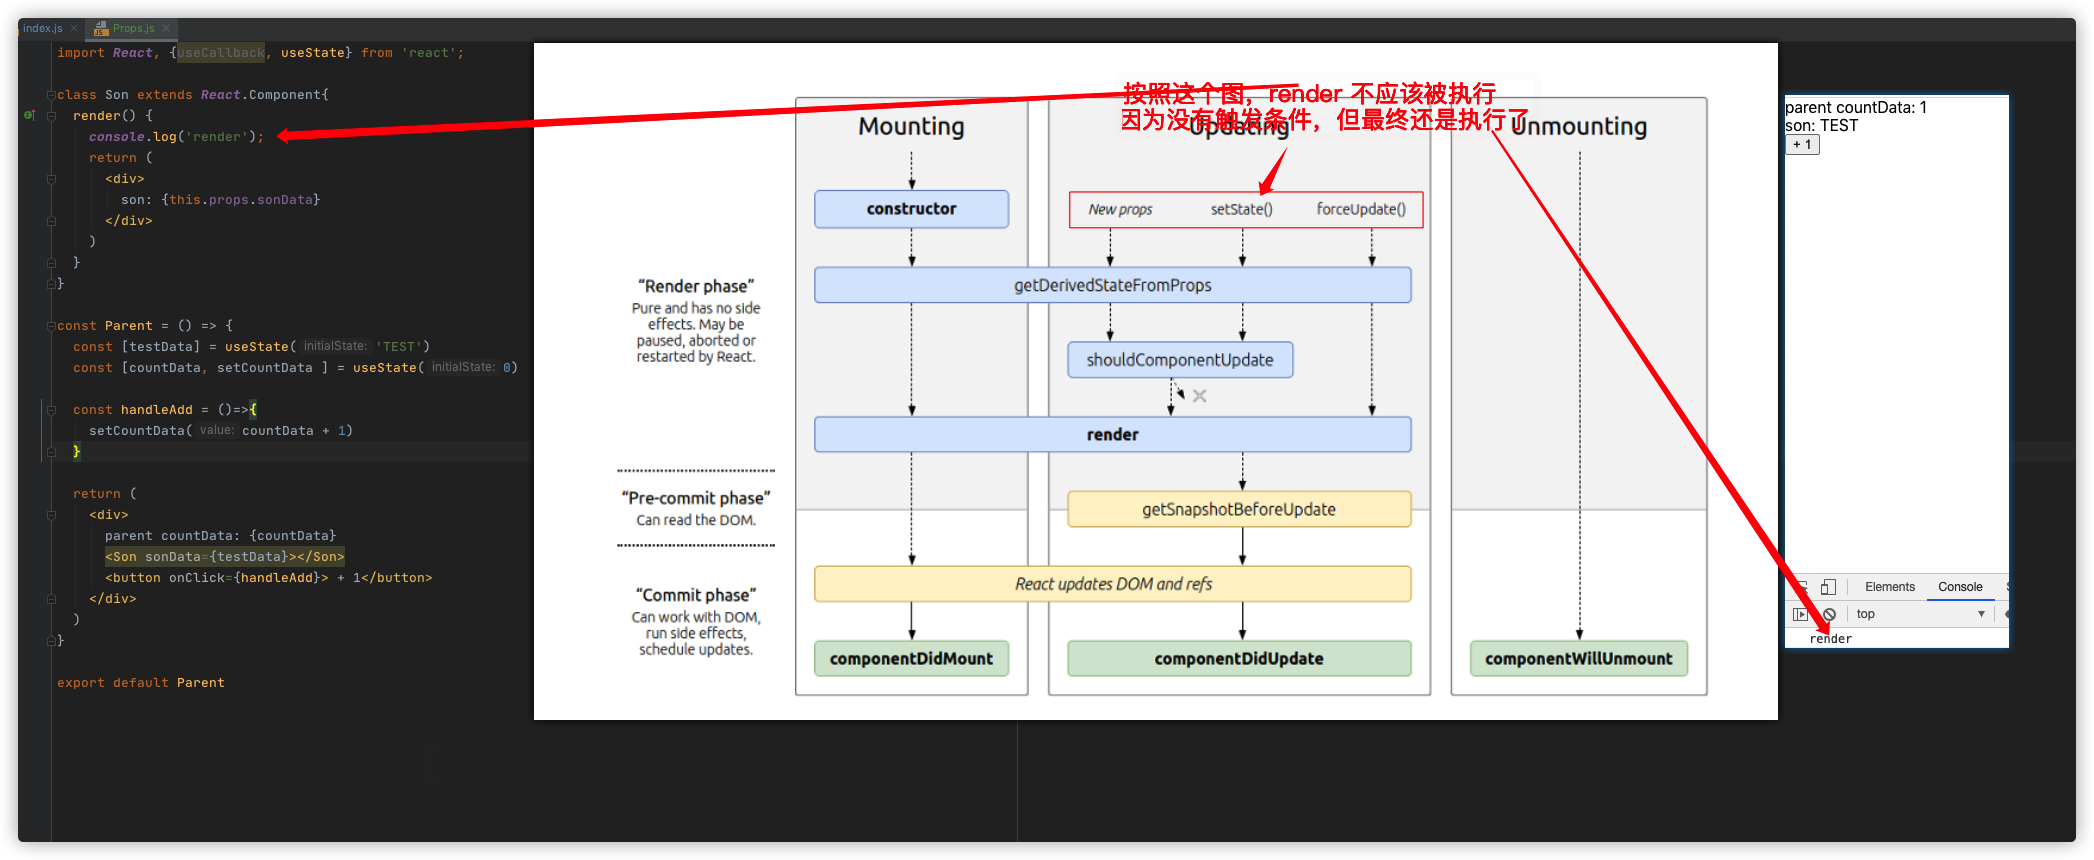 index.js
Props.js
import React, {useCallback, useState} from 'react';
class Son extends React.Component{
render() {
console.log('render');
return (
<div>
son: {this.props.sonData}
</div>
)
}
}
const Parent = () => {
const [testData] = useState( initialState: 'TEST')
const [countData, setCountData ] = useState( initialState: 0)
const handleAdd = ()=>{
setCountData( value: countData + 1)
}
return (
<div>
parent countData: {countData}
<Son sonData={testData}></Son>
<button onClick={handleAdd}> + 1</button>
</div>
)
}
export default Parent
按照这个图，render 不应该被执行
因为没有触发条件，但最终还是执行了
Mounting
Updating
Unmounting
constructor
New props
setState()
forceUpdate()
getDerivedStateFromProps
shouldComponentUpdate
render
getSnapshotBeforeUpdate
React updates DOM and refs
componentDidMount
componentDidUpdate
componentWillUnmount
“Render phase”
Pure and has no side
effects. May be
paused, aborted or
restarted by React.
“Pre-commit phase”
Can read the DOM.
“Commit phase”
Can work with DOM,
run side effects,
schedule updates.
parent countData: 1
son: TEST
+ 1
Elements
Console
top
render